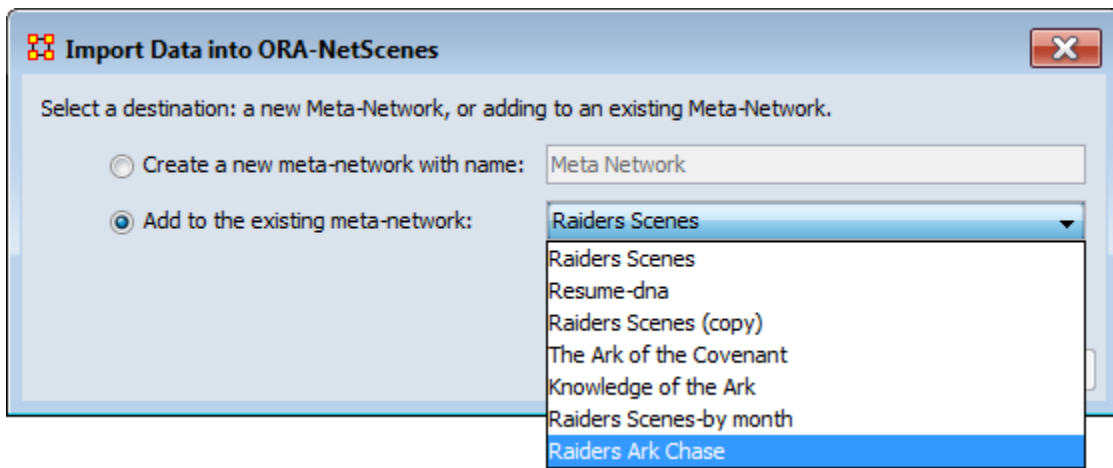 Import Data into ORA-NetScenes
Select a destination: a new Meta-Network, or adding to an existing Meta-Network.
Create a new meta-network with name: Meta Network
Add to the existing meta-network: Raiders Scenes
Raiders Scenes
Resume-dna
Raiders Scenes (copy)
The Ark of the Covenant
Knowledge of the Ark
Raiders Scenes-by month
Raiders Ark Chase